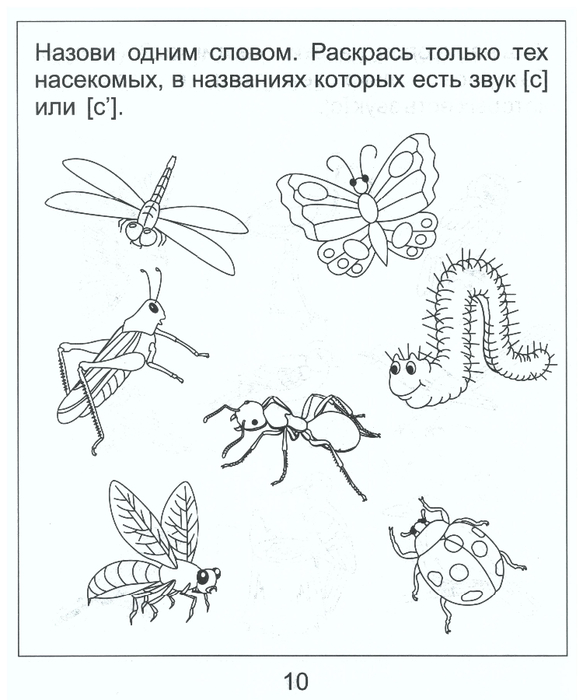 Назови одним словом. Раскрась только тех
насекомых, в названиях которых есть звук [с]
или [с’].
10